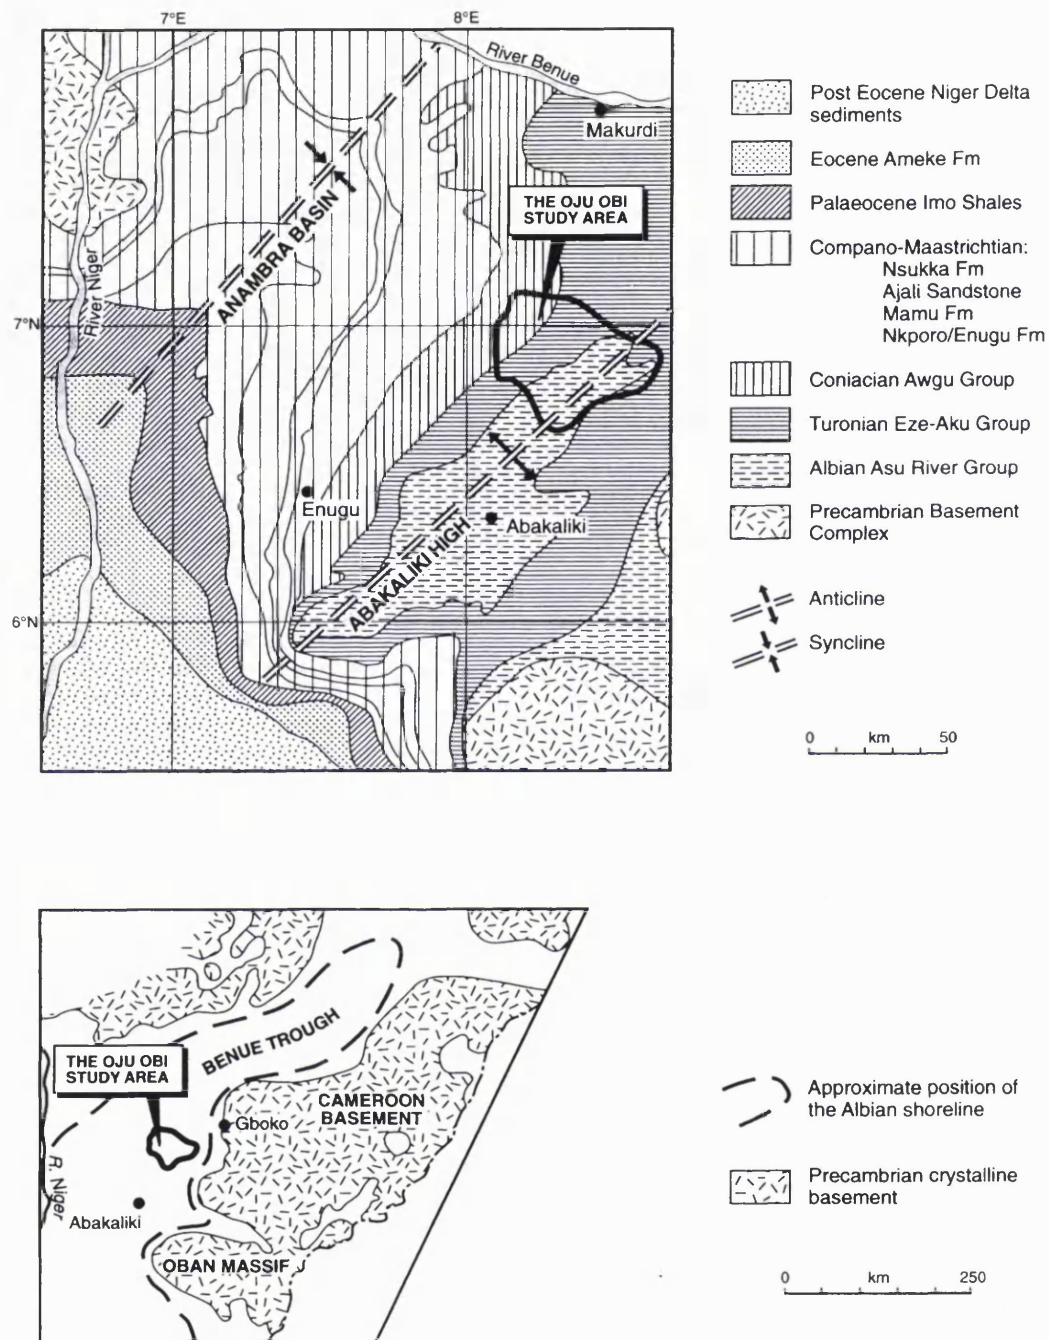 7°E
8°E
River Benue
Makurdi
THE OJU OBI
STUDY AREA
ANAMBRA BASIN
River Niger
7°N
Enugu
Abakaliki
ABAKALIKI HIGH
6°N
Post Eocene Niger Delta
sediments
Eocene Ameke Fm
Palaeocene Imo Shales
Compano-Maastrichtian:
Nsukka Fm
Ajali Sandstone
Mamu Fm
Nkporo/Enugu Fm
Coniacian Awgu Group
Turonian Eze-Aku Group
Albian Asu River Group
Precambrian Basement
Complex
Anticline
Syncline
0 km 50
BENUE TROUGH
THE OJU OBI
STUDY AREA
CAMEROON
BASEMENT
Gboko
R. Niger
Abakaliki
OBAN MASSIF
Approximate position of
the Albian shoreline
Precambrian crystalline
basement
0 km 250